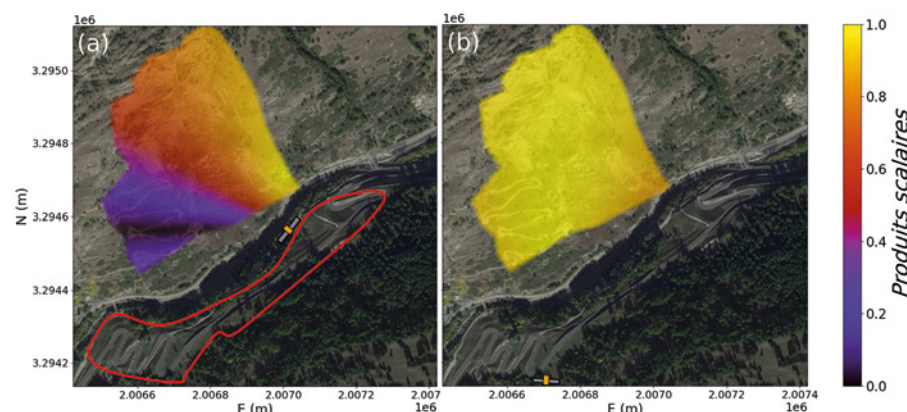 1e6
1e6
(a)
(b)
3.2950
3.2948
3.2946
3.2944
3.2942
N (m)
2.0066
2.0068
2.0070
2.0072
E (m)
1e6
2.0066
2.0068
2.0070
2.0072
2.0074
E (m)
1e6
1.0
0.8
0.6
0.4
0.2
0.0
Produits scalaires